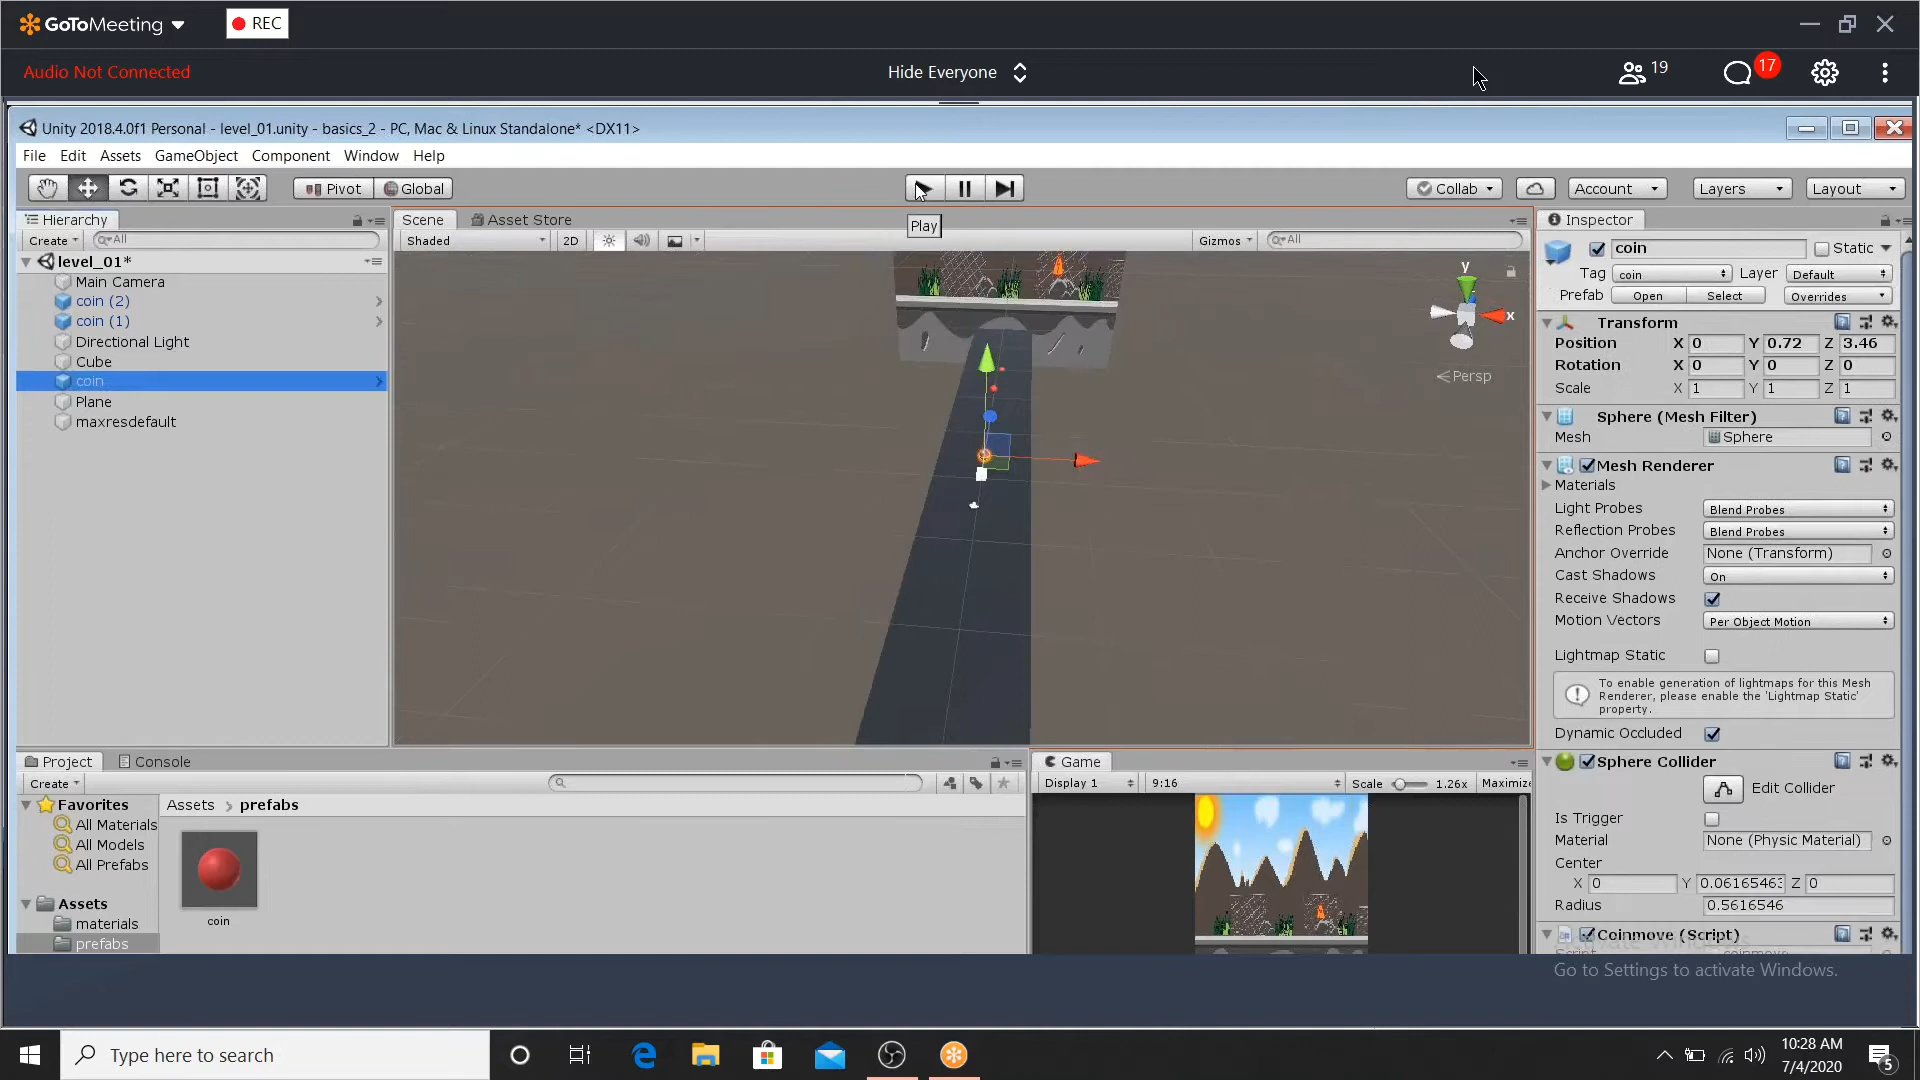 GoToMeeting
REC
Audio Not Connected
Hide Everyone
19
17
Unity 2018.4.0f1 Personal - level_01.unity - basics_2 - PC, Mac & Linux Standalone* <DX11>
File Edit Assets GameObject Component Window Help
Pivot Global
Collab Account Layers Layout
Play
Hierarchy
Create All
level_01*
Main Camera
coin (2)
coin (1)
Directional Light
Cube
coin
Plane
maxresdefault
Scene Asset Store
Shaded 2D Gizmos All
y
x
Persp
Inspector
coin Static
Tag coin Layer Default
Prefab Open Select Overrides
Transform
Position X 0 Y 0.72 Z 3.46
Rotation X 0 Y 0 Z 0
Scale X 1 Y 1 Z 1
Sphere (Mesh Filter)
Mesh Sphere
Mesh Renderer
Materials
Light Probes Blend Probes
Reflection Probes Blend Probes
Anchor Override None (Transform)
Cast Shadows On
Receive Shadows
Motion Vectors Per Object Motion
Lightmap Static
To enable generation of lightmaps for this Mesh
Renderer, please enable the 'Lightmap Static'
property.
Dynamic Occluded
Sphere Collider
Edit Collider
Is Trigger
Material None (Physic Material)
Center
X 0 Y 0.0616546 Z 0
Radius 0.5616546
Coinmove (Script)
Go to Settings to activate Windows.
Project Console
Create
Favorites
All Materials
All Models
All Prefabs
Assets
materials
prefabs
Assets prefabs
coin
Game
Display 1 9:16 Scale 1.26x Maximiz
Type here to search
10:28 AM
7/4/2020
5